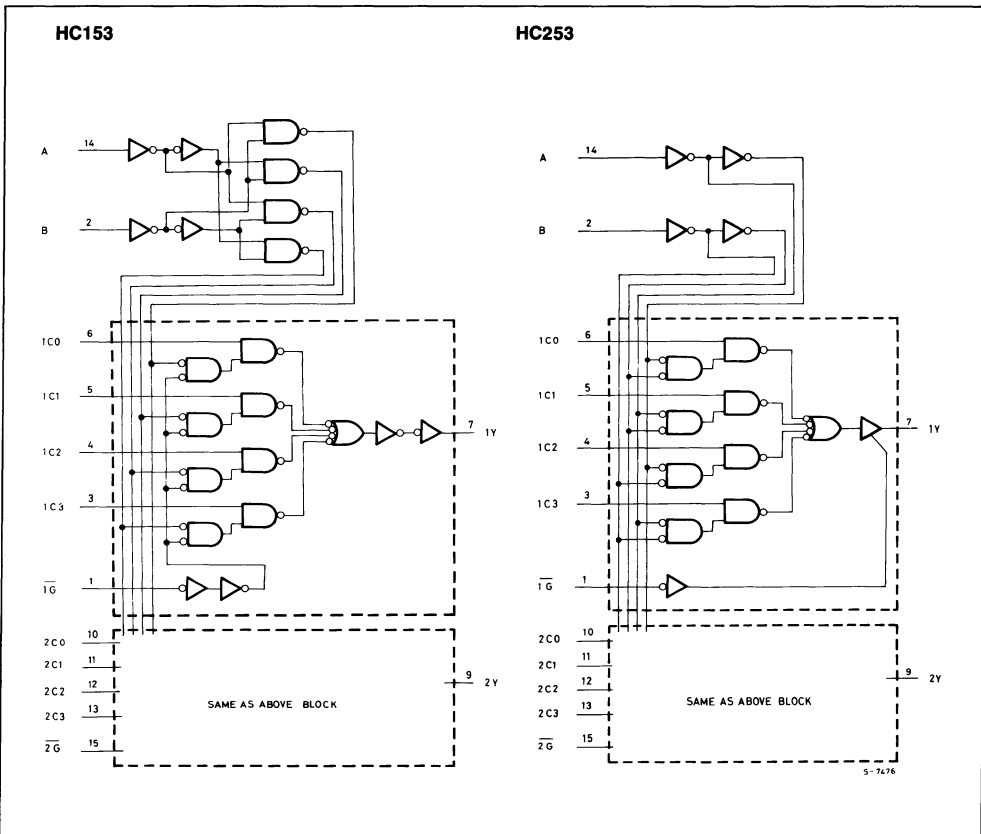 HC153
HC253
A 14
B 2
1C0 6
1C1 5
1C2 4
1C3 3
1G 1
7 1Y
2C0 10
2C1 11
2C2 12
2C3 13
2G 15
9 2Y
SAME AS ABOVE BLOCK
A 14
B 2
1C0 6
1C1 5
1C2 4
1C3 3
1G 1
7 1Y
2C0 10
2C1 11
2C2 12
2C3 13
2G 15
9 2Y
SAME AS ABOVE BLOCK
S-7476